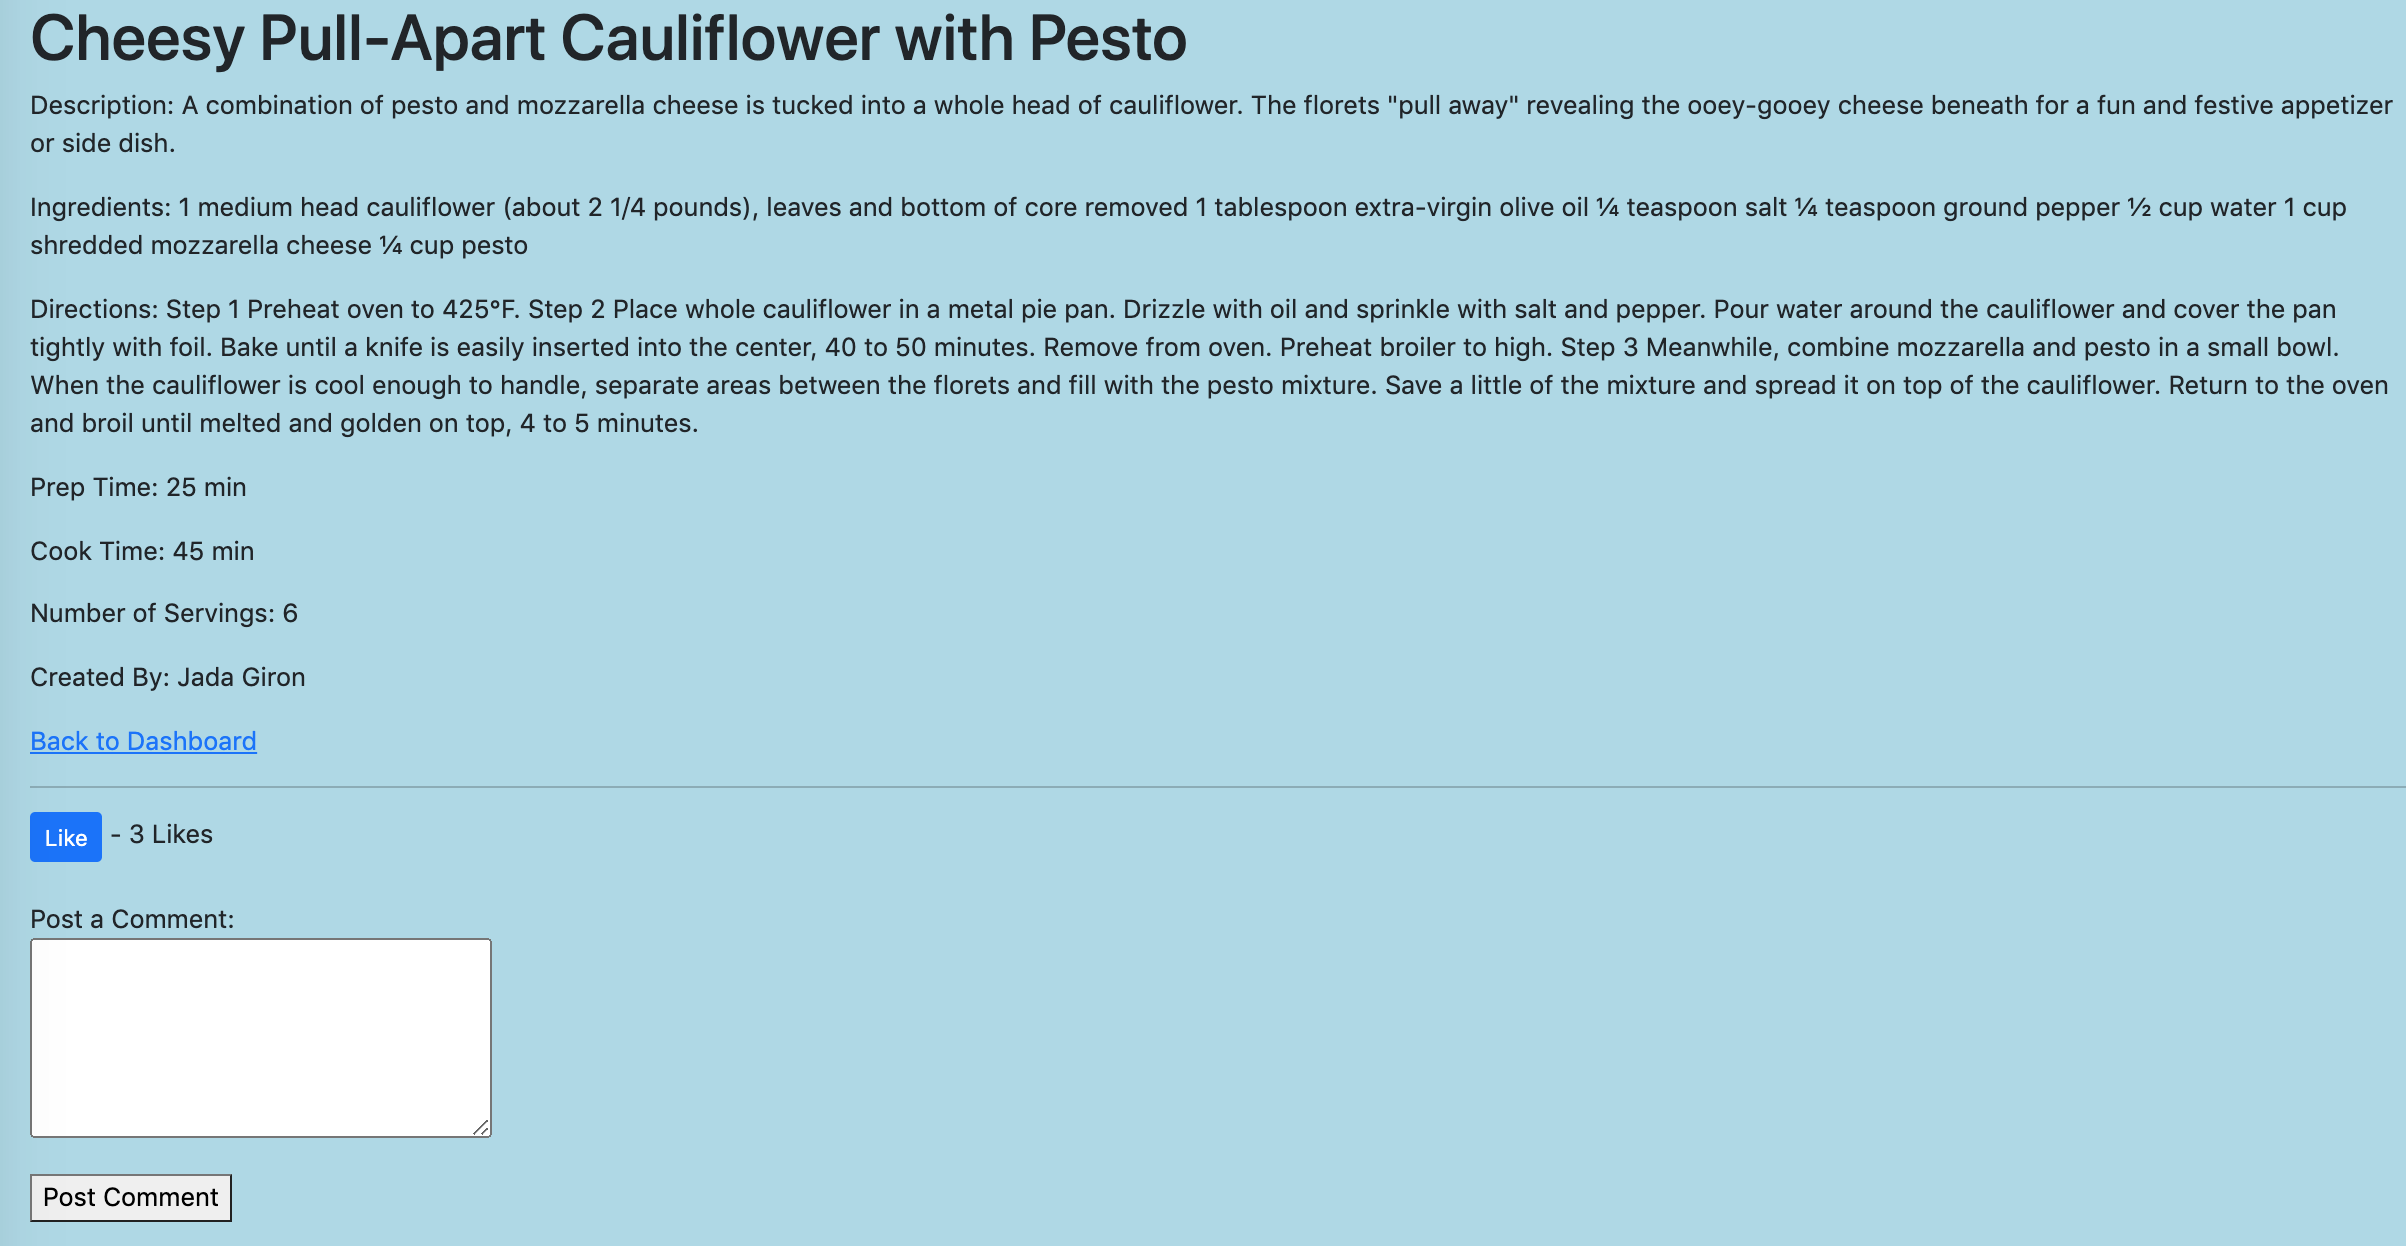 Cheesy Pull-Apart Cauliflower with Pesto
Description: A combination of pesto and mozzarella cheese is tucked into a whole head of cauliflower. The florets "pull away" revealing the ooey-gooey cheese beneath for a fun and festive appetizer
or side dish.
Ingredients: 1 medium head cauliflower (about 2 1/4 pounds), leaves and bottom of core removed 1 tablespoon extra-virgin olive oil ¼ teaspoon salt ¼ teaspoon ground pepper ½ cup water 1 cup
shredded mozzarella cheese ¼ cup pesto
Directions: Step 1 Preheat oven to 425°F. Step 2 Place whole cauliflower in a metal pie pan. Drizzle with oil and sprinkle with salt and pepper. Pour water around the cauliflower and cover the pan
tightly with foil. Bake until a knife is easily inserted into the center, 40 to 50 minutes. Remove from oven. Preheat broiler to high. Step 3 Meanwhile, combine mozzarella and pesto in a small bowl.
When the cauliflower is cool enough to handle, separate areas between the florets and fill with the pesto mixture. Save a little of the mixture and spread it on top of the cauliflower. Return to the oven
and broil until melted and golden on top, 4 to 5 minutes.
Prep Time: 25 min
Cook Time: 45 min
Number of Servings: 6
Created By: Jada Giron
Back to Dashboard
Like - 3 Likes
Post a Comment:
Post Comment